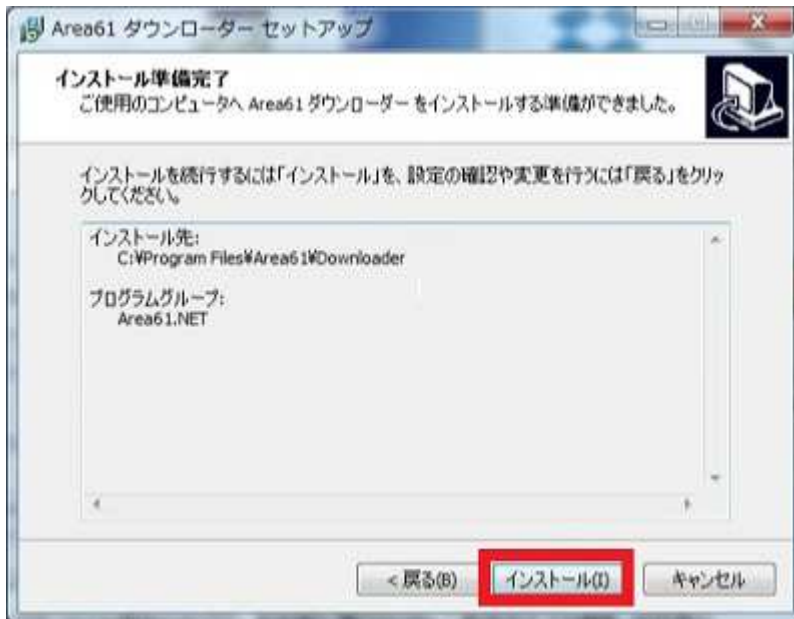 Area61 ダウンローダー セットアップ
インストール準備完了
ご使用のコンピュータへ Area61 ダウンローダー をインストールする準備ができました。
インストールを続行するには「インストール」を、設定の確認や変更を行うには「戻る」をクリッ
クしてください。
インストール先:
C:¥Program Files¥Area61¥Downloader
プログラムグループ:
Area61.NET
< 戻る(B)
インストール(I)
キャンセル